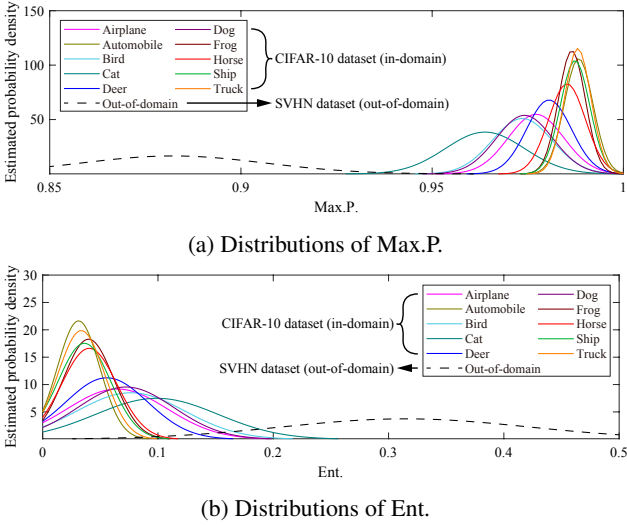 Estimated probability density
150
100
50
0.85
0.9
0.95
1
Max.P.
Airplane
Automobile
Bird
Cat
Deer
Out-of-domain
Dog
Frog
Horse
Ship
Truck
CIFAR-10 dataset (in-domain)
SVHN dataset (out-of-domain)
(a) Distributions of Max.P.
Estimated probability density
30
25
20
15
10
5
0
0.1
0.2
0.3
0.4
0.5
Ent.
CIFAR-10 dataset (in-domain)
SVHN dataset (out-of-domain)
Airplane
Automobile
Bird
Cat
Deer
Out-of-domain
Dog
Frog
Horse
Ship
Truck
(b) Distributions of Ent.